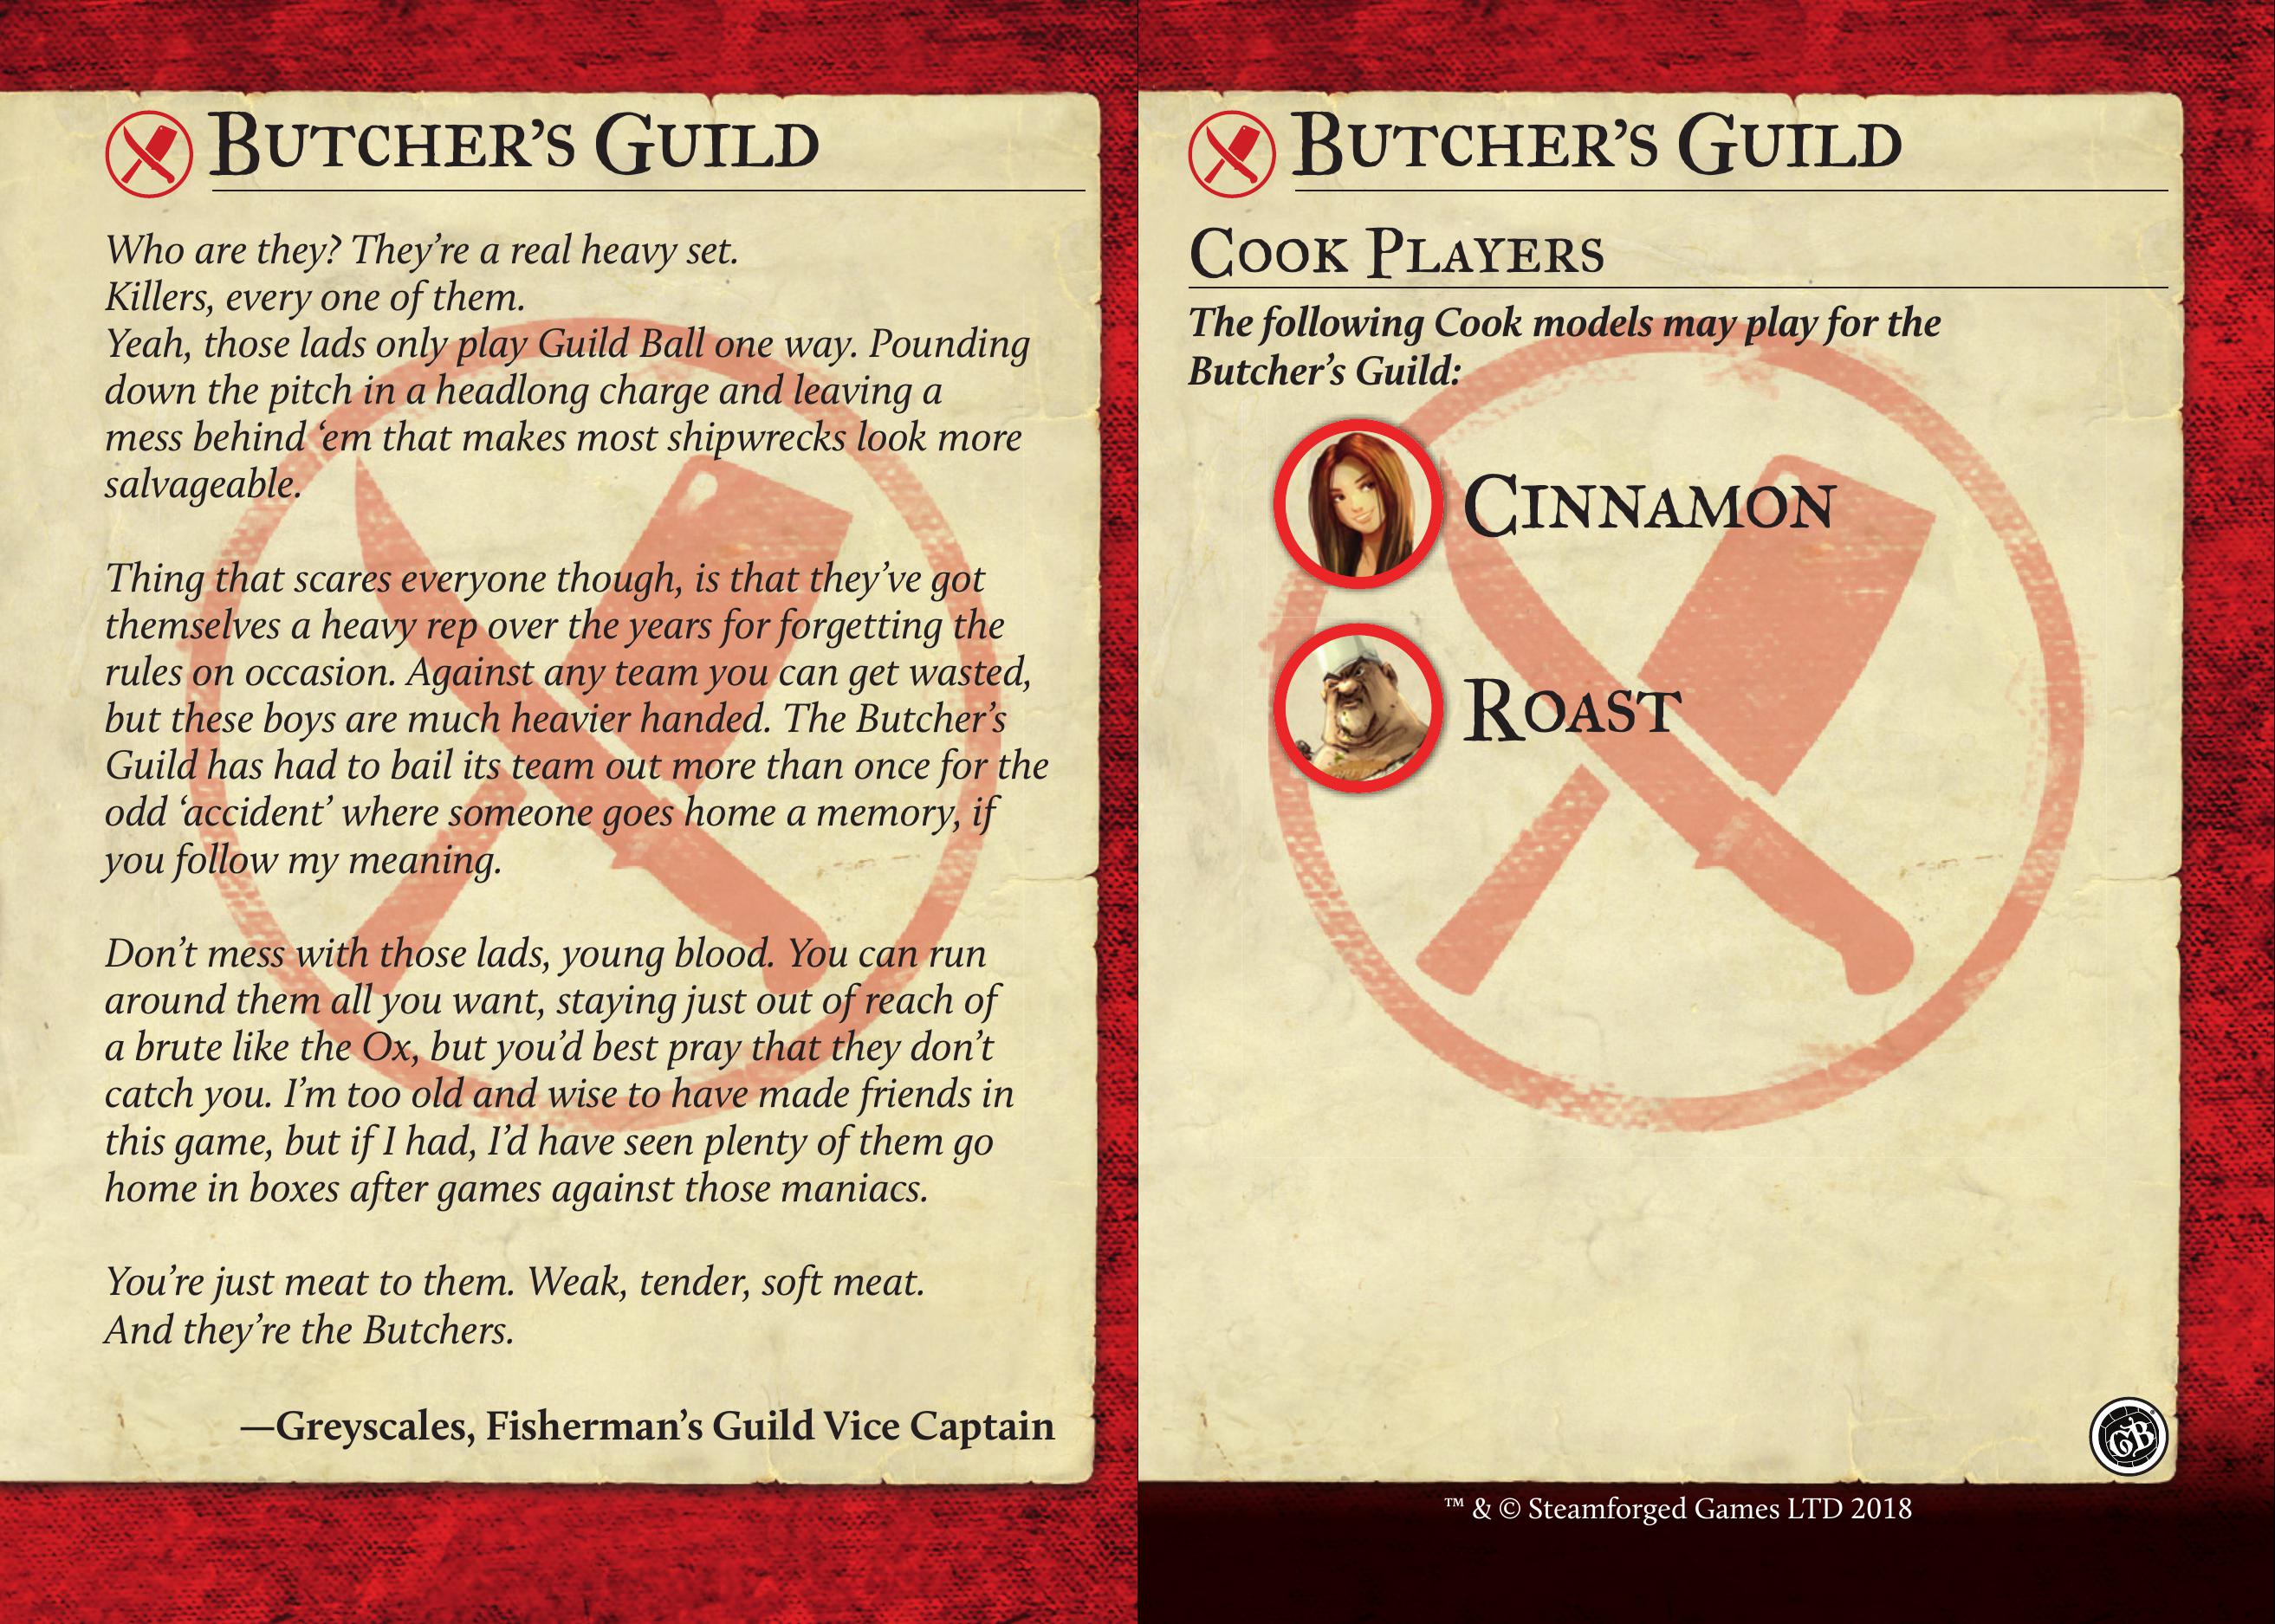 Butcher’s Guild
Who are they? They’re a real heavy set.
Killers, every one of them.
Yeah, those lads only play Guild Ball one way. Pounding
down the pitch in a headlong charge and leaving a
mess behind ‘em that makes most shipwrecks look more
salvageable.
Thing that scares everyone though, is that they’ve got
themselves a heavy rep over the years for forgetting the
rules on occasion. Against any team you can get wasted,
but these boys are much heavier handed. The Butcher’s
Guild has had to bail its team out more than once for the
odd ‘accident’ where someone goes home a memory, if
you follow my meaning.
Don’t mess with those lads, young blood. You can run
around them all you want, staying just out of reach of
a brute like the Ox, but you’d best pray that they don’t
catch you. I’m too old and wise to have made friends in
this game, but if I had, I’d have seen plenty of them go
home in boxes after games against those maniacs.
You’re just meat to them. Weak, tender, soft meat.
And they’re the Butchers.
—Greyscales, Fisherman’s Guild Vice Captain
Butcher’s Guild
Cook Players
The following Cook models may play for the
Butcher’s Guild:
Cinnamon
Roast
GB
™ & © Steamforged Games LTD 2018